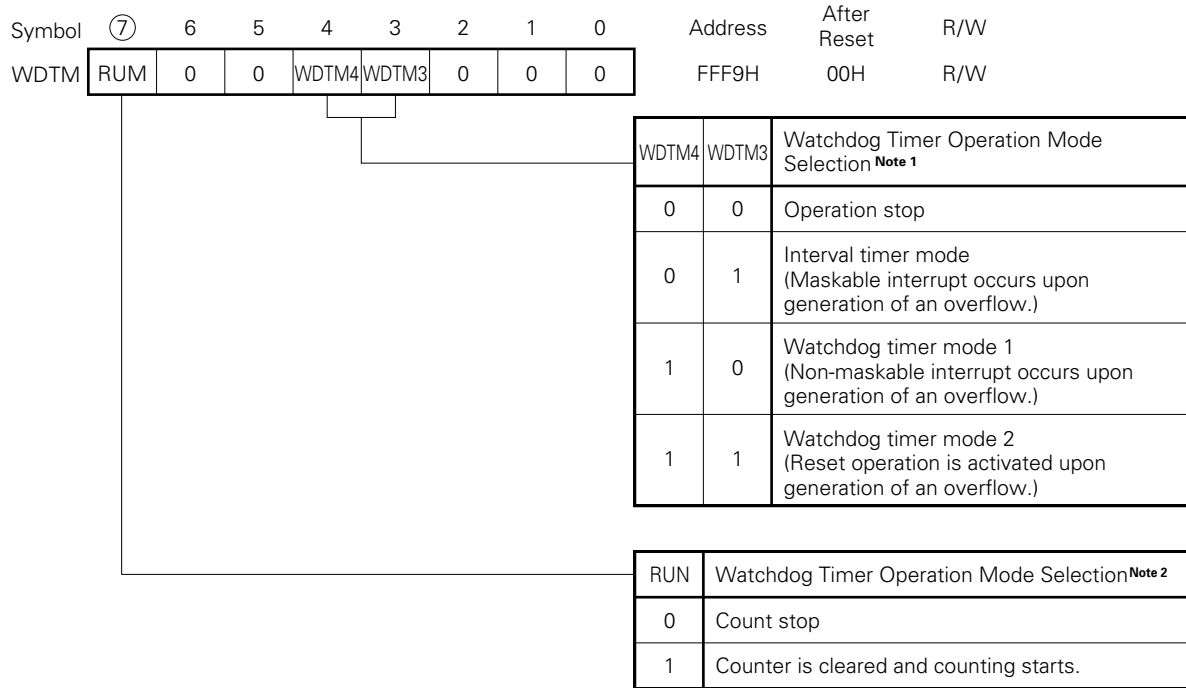 Symbol ⑦ 6 5 4 3 2 1 0 Address After Reset R/W
WDTM RUM 0 0 WDTM4 WDTM3 0 0 0 FFF9H 00H R/W
WDTM4 WDTM3 Watchdog Timer Operation Mode
Selection Note 1
0 0 Operation stop
0 1 Interval timer mode
(Maskable interrupt occurs upon
generation of an overflow.)
1 0 Watchdog timer mode 1
(Non-maskable interrupt occurs upon
generation of an overflow.)
1 1 Watchdog timer mode 2
(Reset operation is activated upon
generation of an overflow.)
RUN Watchdog Timer Operation Mode Selection Note 2
0 Count stop
1 Counter is cleared and counting starts.